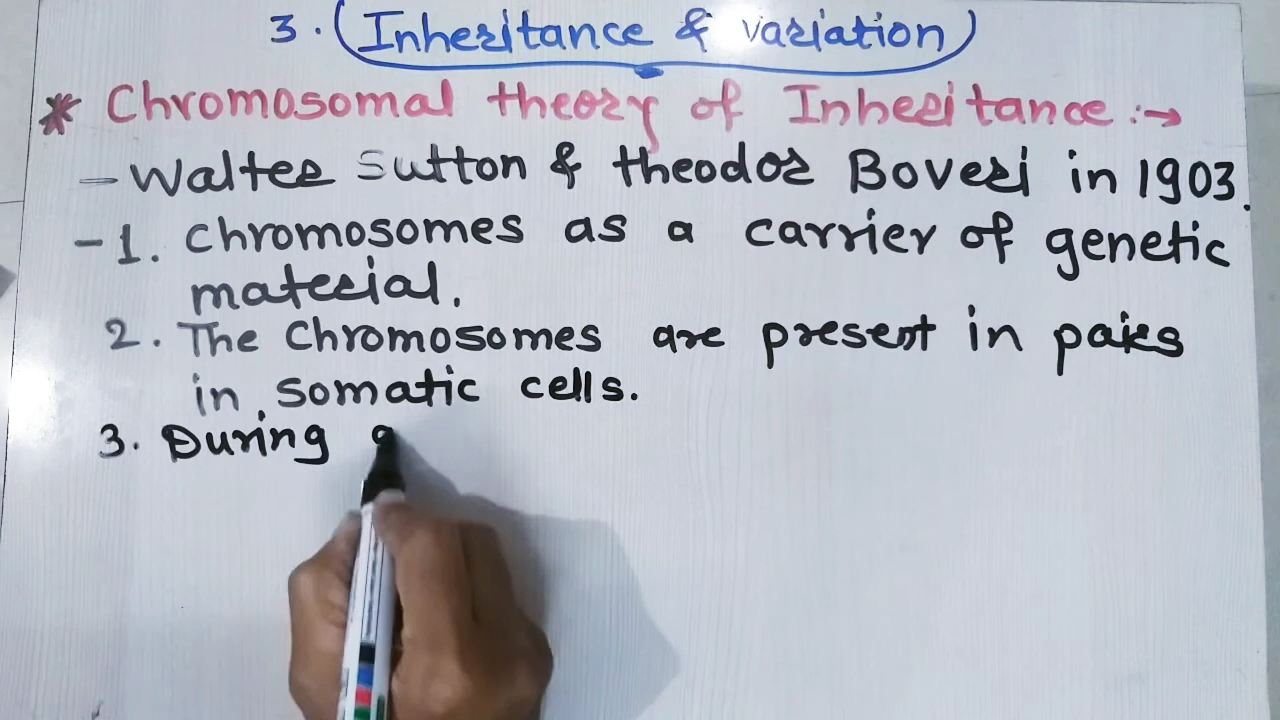 3. (Inheritance & variation)
* Chromosomal theory of Inheritance :→
- Walter Sutton & theodor Boveri in 1903.
- 1. Chromosomes as a carrier of genetic
material.
2. The Chromosomes are present in pairs
in somatic cells.
3. During g